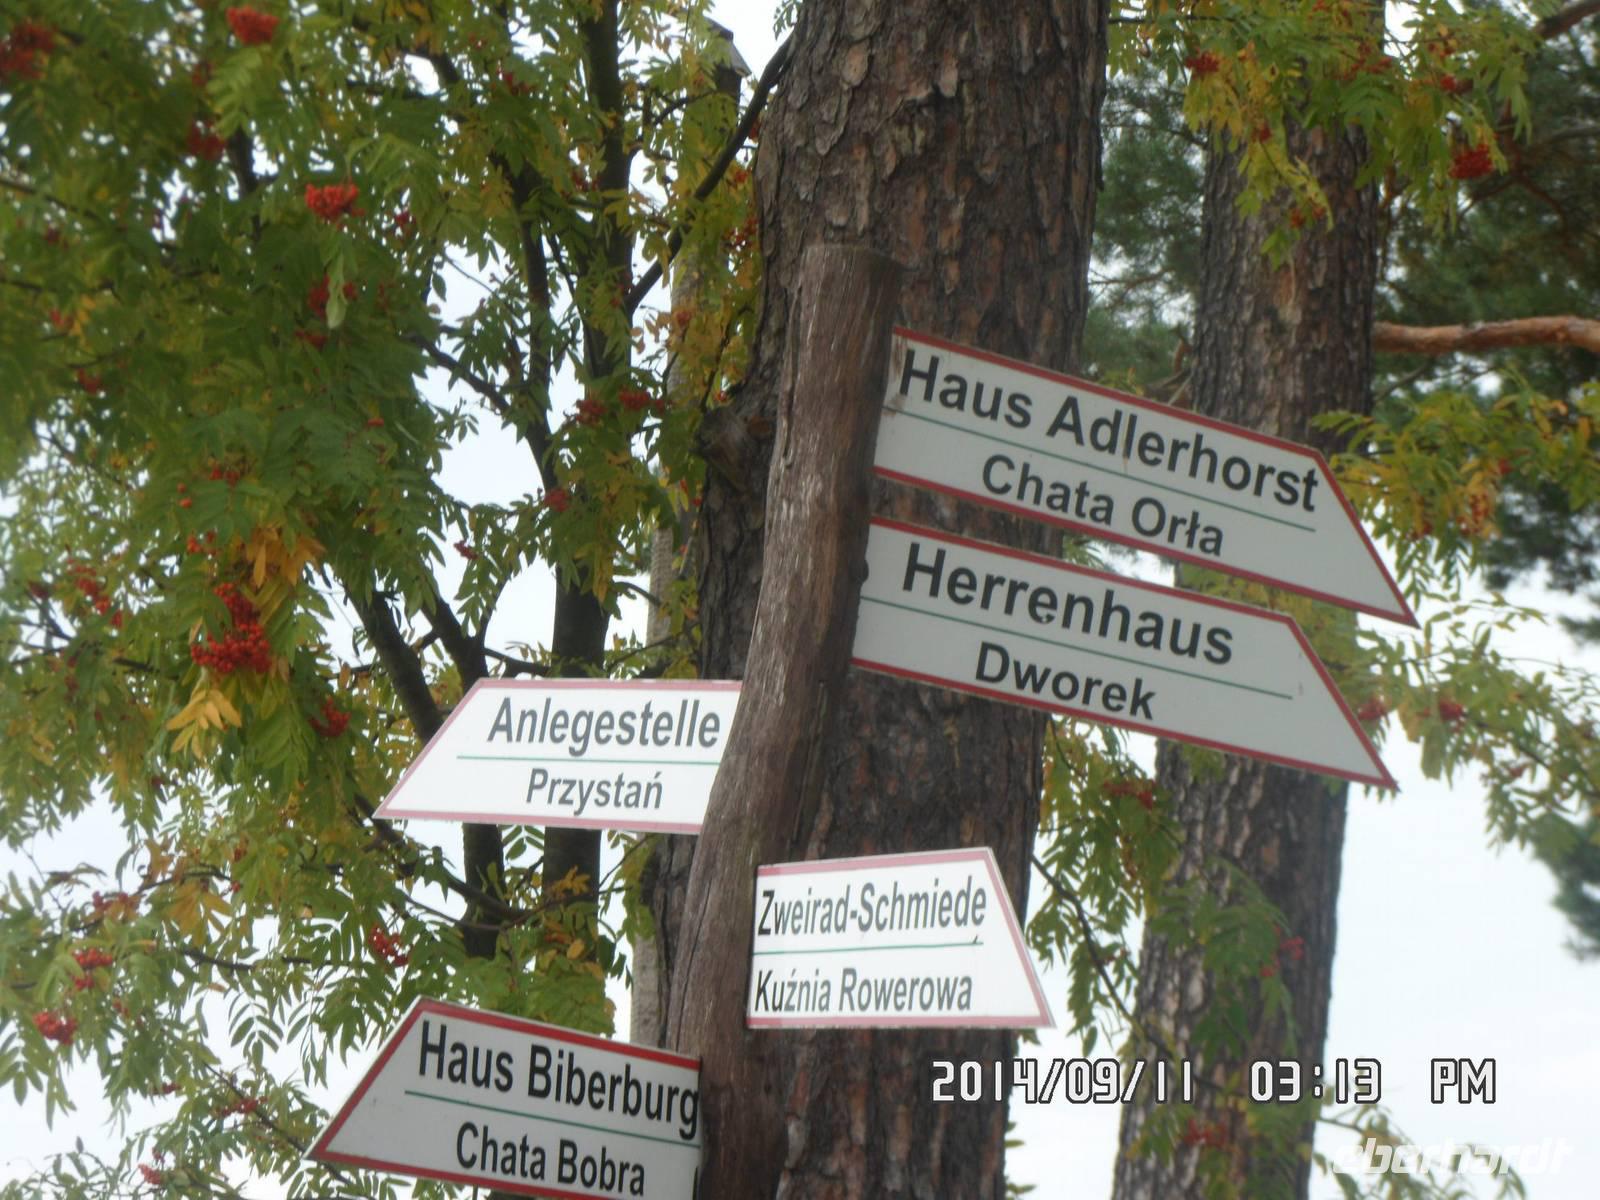 Haus Adlerhorst
Chata Orła
Herrenhaus
Dworek
Anlegestelle
Przystań
Zweirad-Schmiede
Kuźnia Rowerowa
Haus Biberburg
Chata Bobra
2014/09/11 03:13 PM
eberhardt